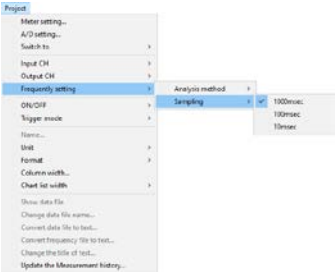 Project
Meter setting...
A/D setting...
Switch to
Input CH
Output CH
Frequently setting
Analysis method
Sampling
1000msec
100msec
10msec
ON/OFF
Trigger mode
Name...
Unit
Format
Column width...
Chart list width
Show data file
Change data file name...
Convert data file to text...
Convert frequency file to text...
Change the title of text...
Update the Measurement history...